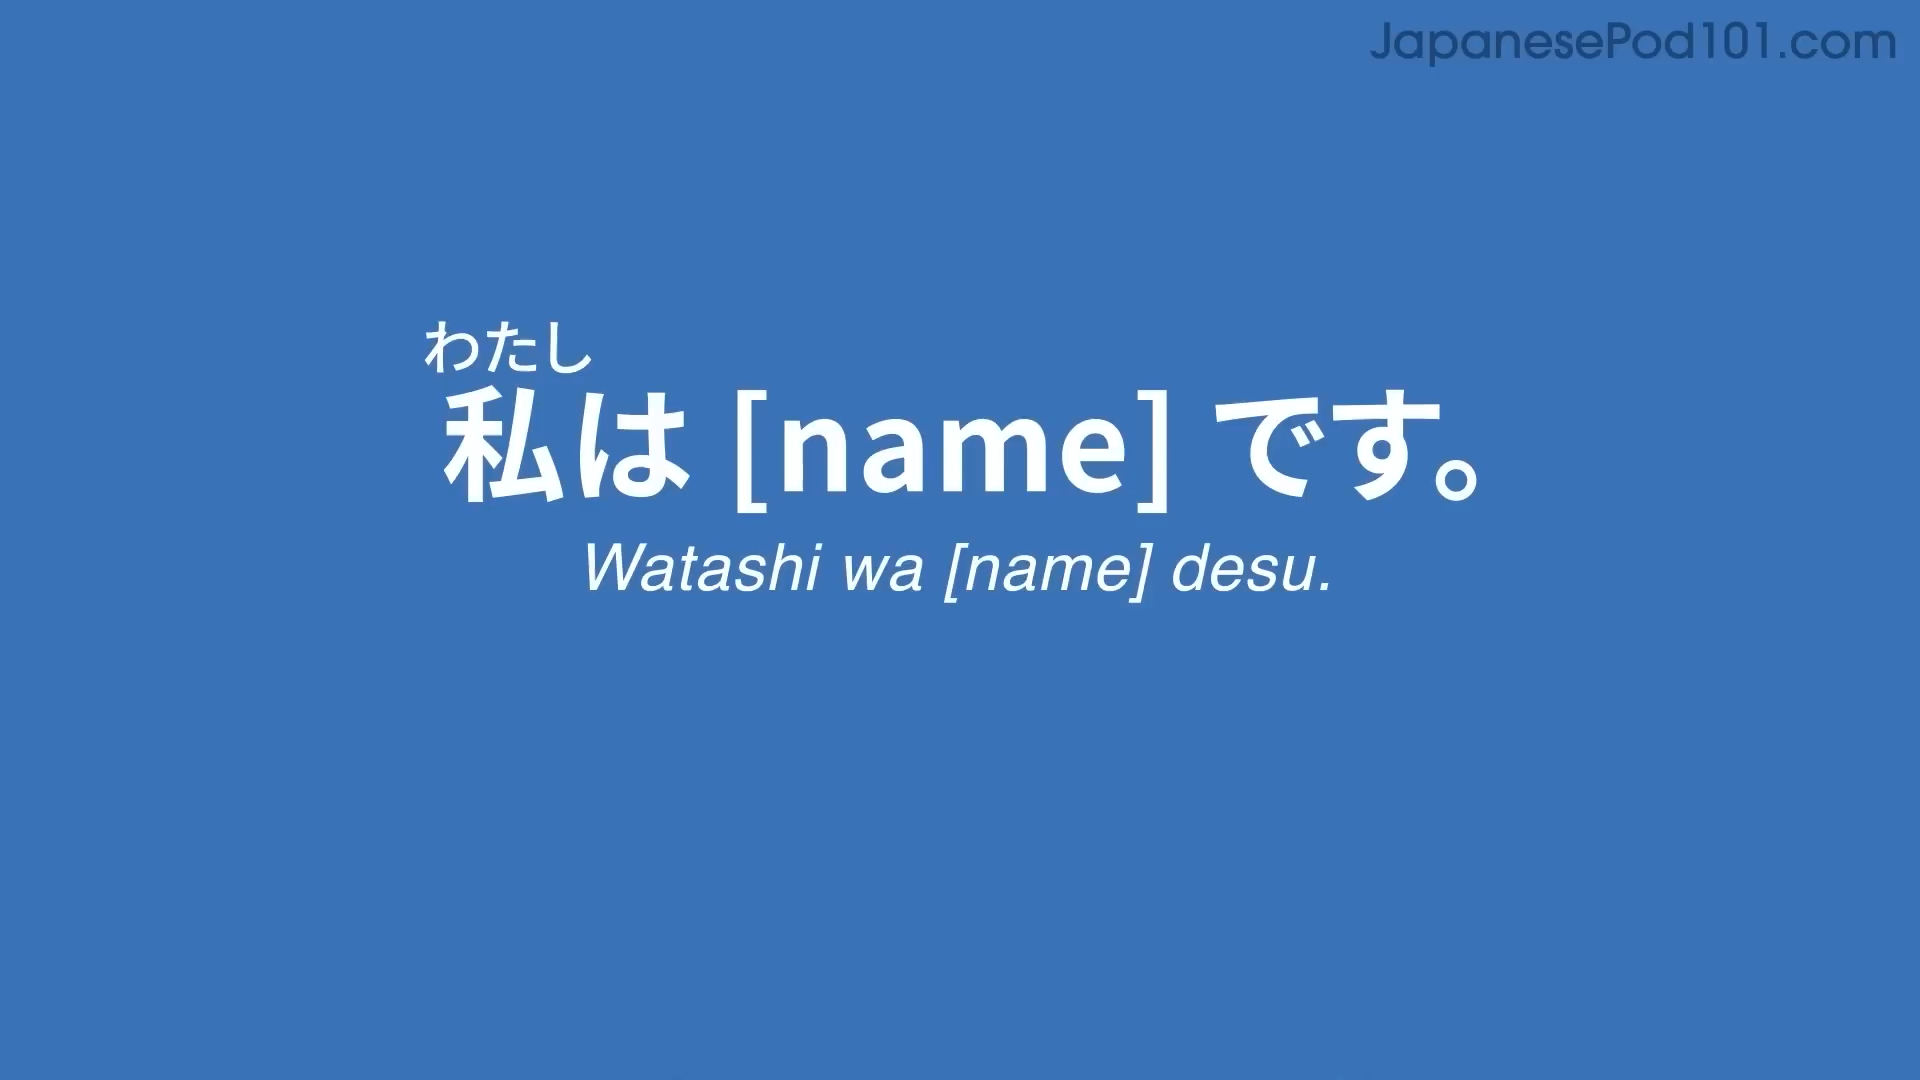 JapanesePod101.com
わたし
私は [name] です。
Watashi wa [name] desu.